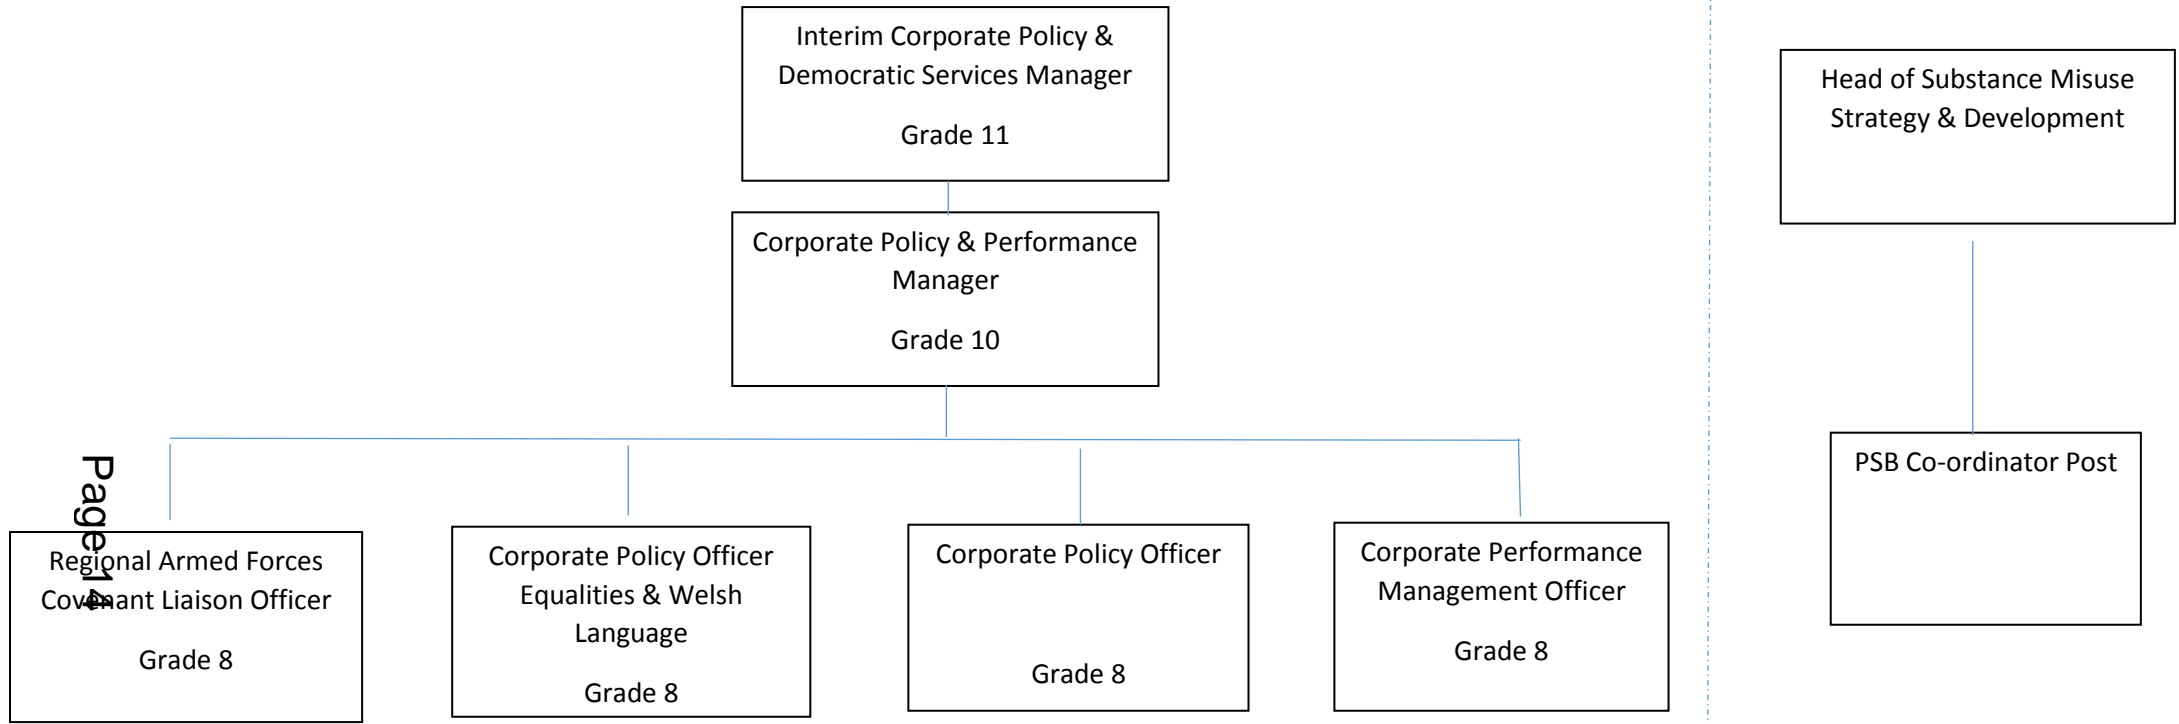 Interim Corporate Policy &
Democratic Services Manager
Grade 11
Head of Substance Misuse
Strategy & Development
Corporate Policy & Performance
Manager
Grade 10
PSB Co-ordinator Post
Page 14
Regional Armed Forces
Covenant Liaison Officer
Grade 8
Corporate Policy Officer
Equalities & Welsh
Language
Grade 8
Corporate Policy Officer
Grade 8
Corporate Performance
Management Officer
Grade 8